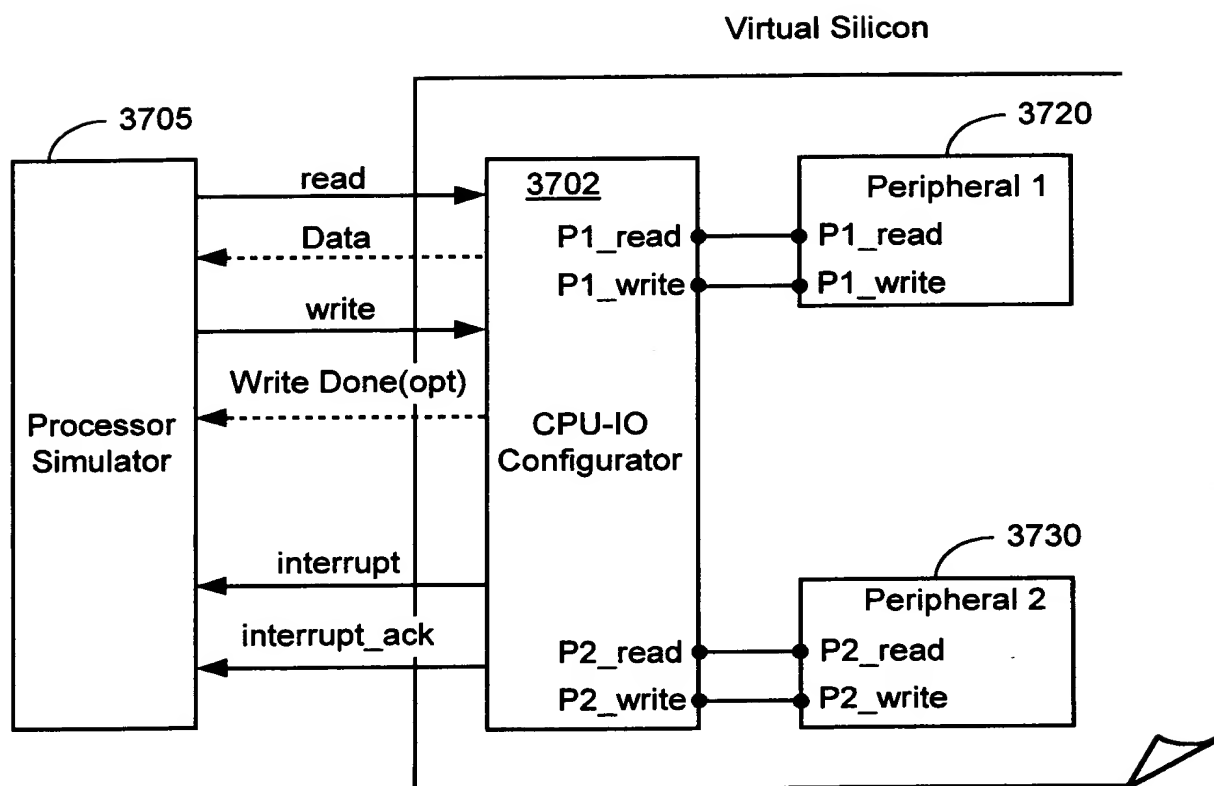 Virtual Silicon
3705
3720
read
3702
Peripheral 1
Data
P1_read
P1_read
P1_write
P1_write
write
Write Done(opt)
Processor
Simulator
CPU-IO
Configurator
3730
interrupt
Peripheral 2
interrupt_ack
P2_read
P2_read
P2_write
P2_write